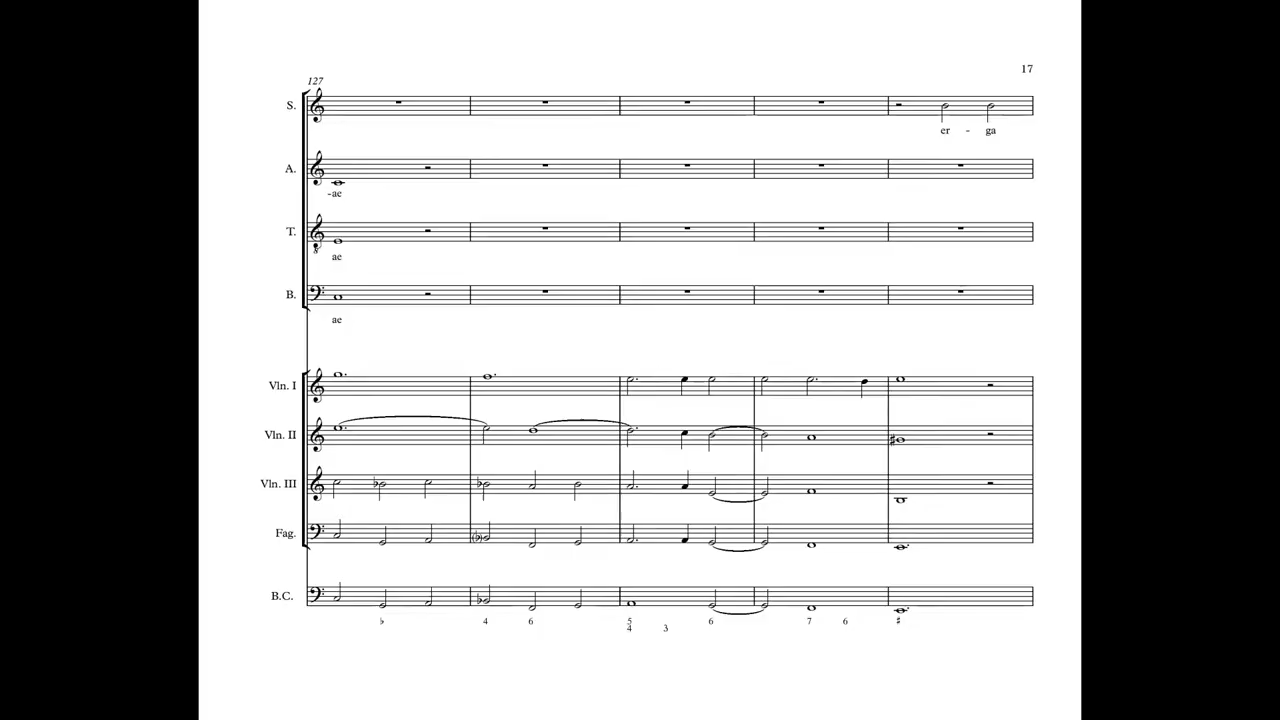 17
127
S.
er - ga
A.
-ae
T.
ae
B.
ae
Vln. I
Vln. II
Vln. III
Fag.
B.C.
♭ 4 6 5 6 7 6 ♯
4 3